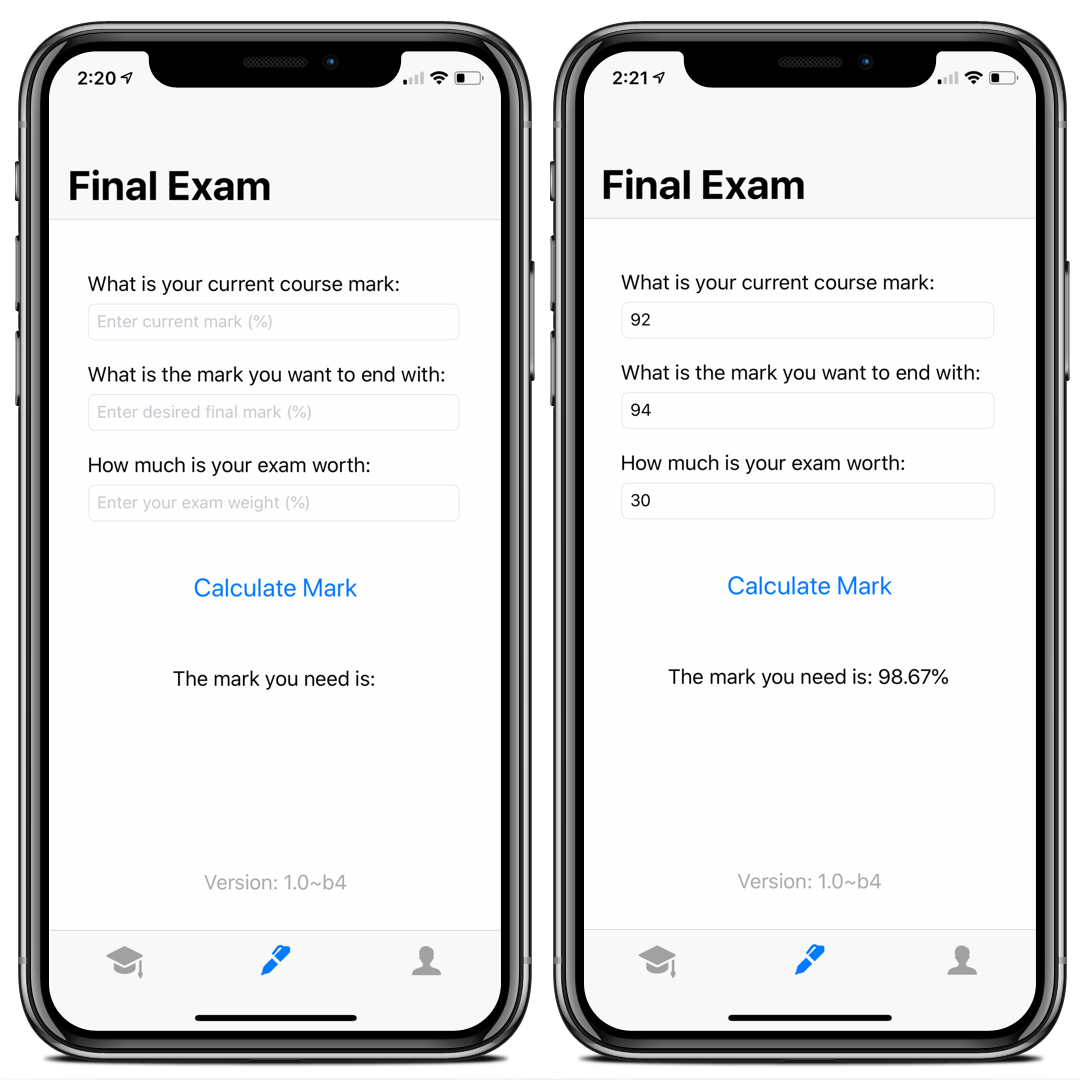 2:20
Final Exam
What is your current course mark:
Enter current mark (%)
What is the mark you want to end with:
Enter desired final mark (%)
How much is your exam worth:
Enter your exam weight (%)
Calculate Mark
The mark you need is:
Version: 1.0~b4
2:21
Final Exam
What is your current course mark:
92
What is the mark you want to end with:
94
How much is your exam worth:
30
Calculate Mark
The mark you need is: 98.67%
Version: 1.0~b4